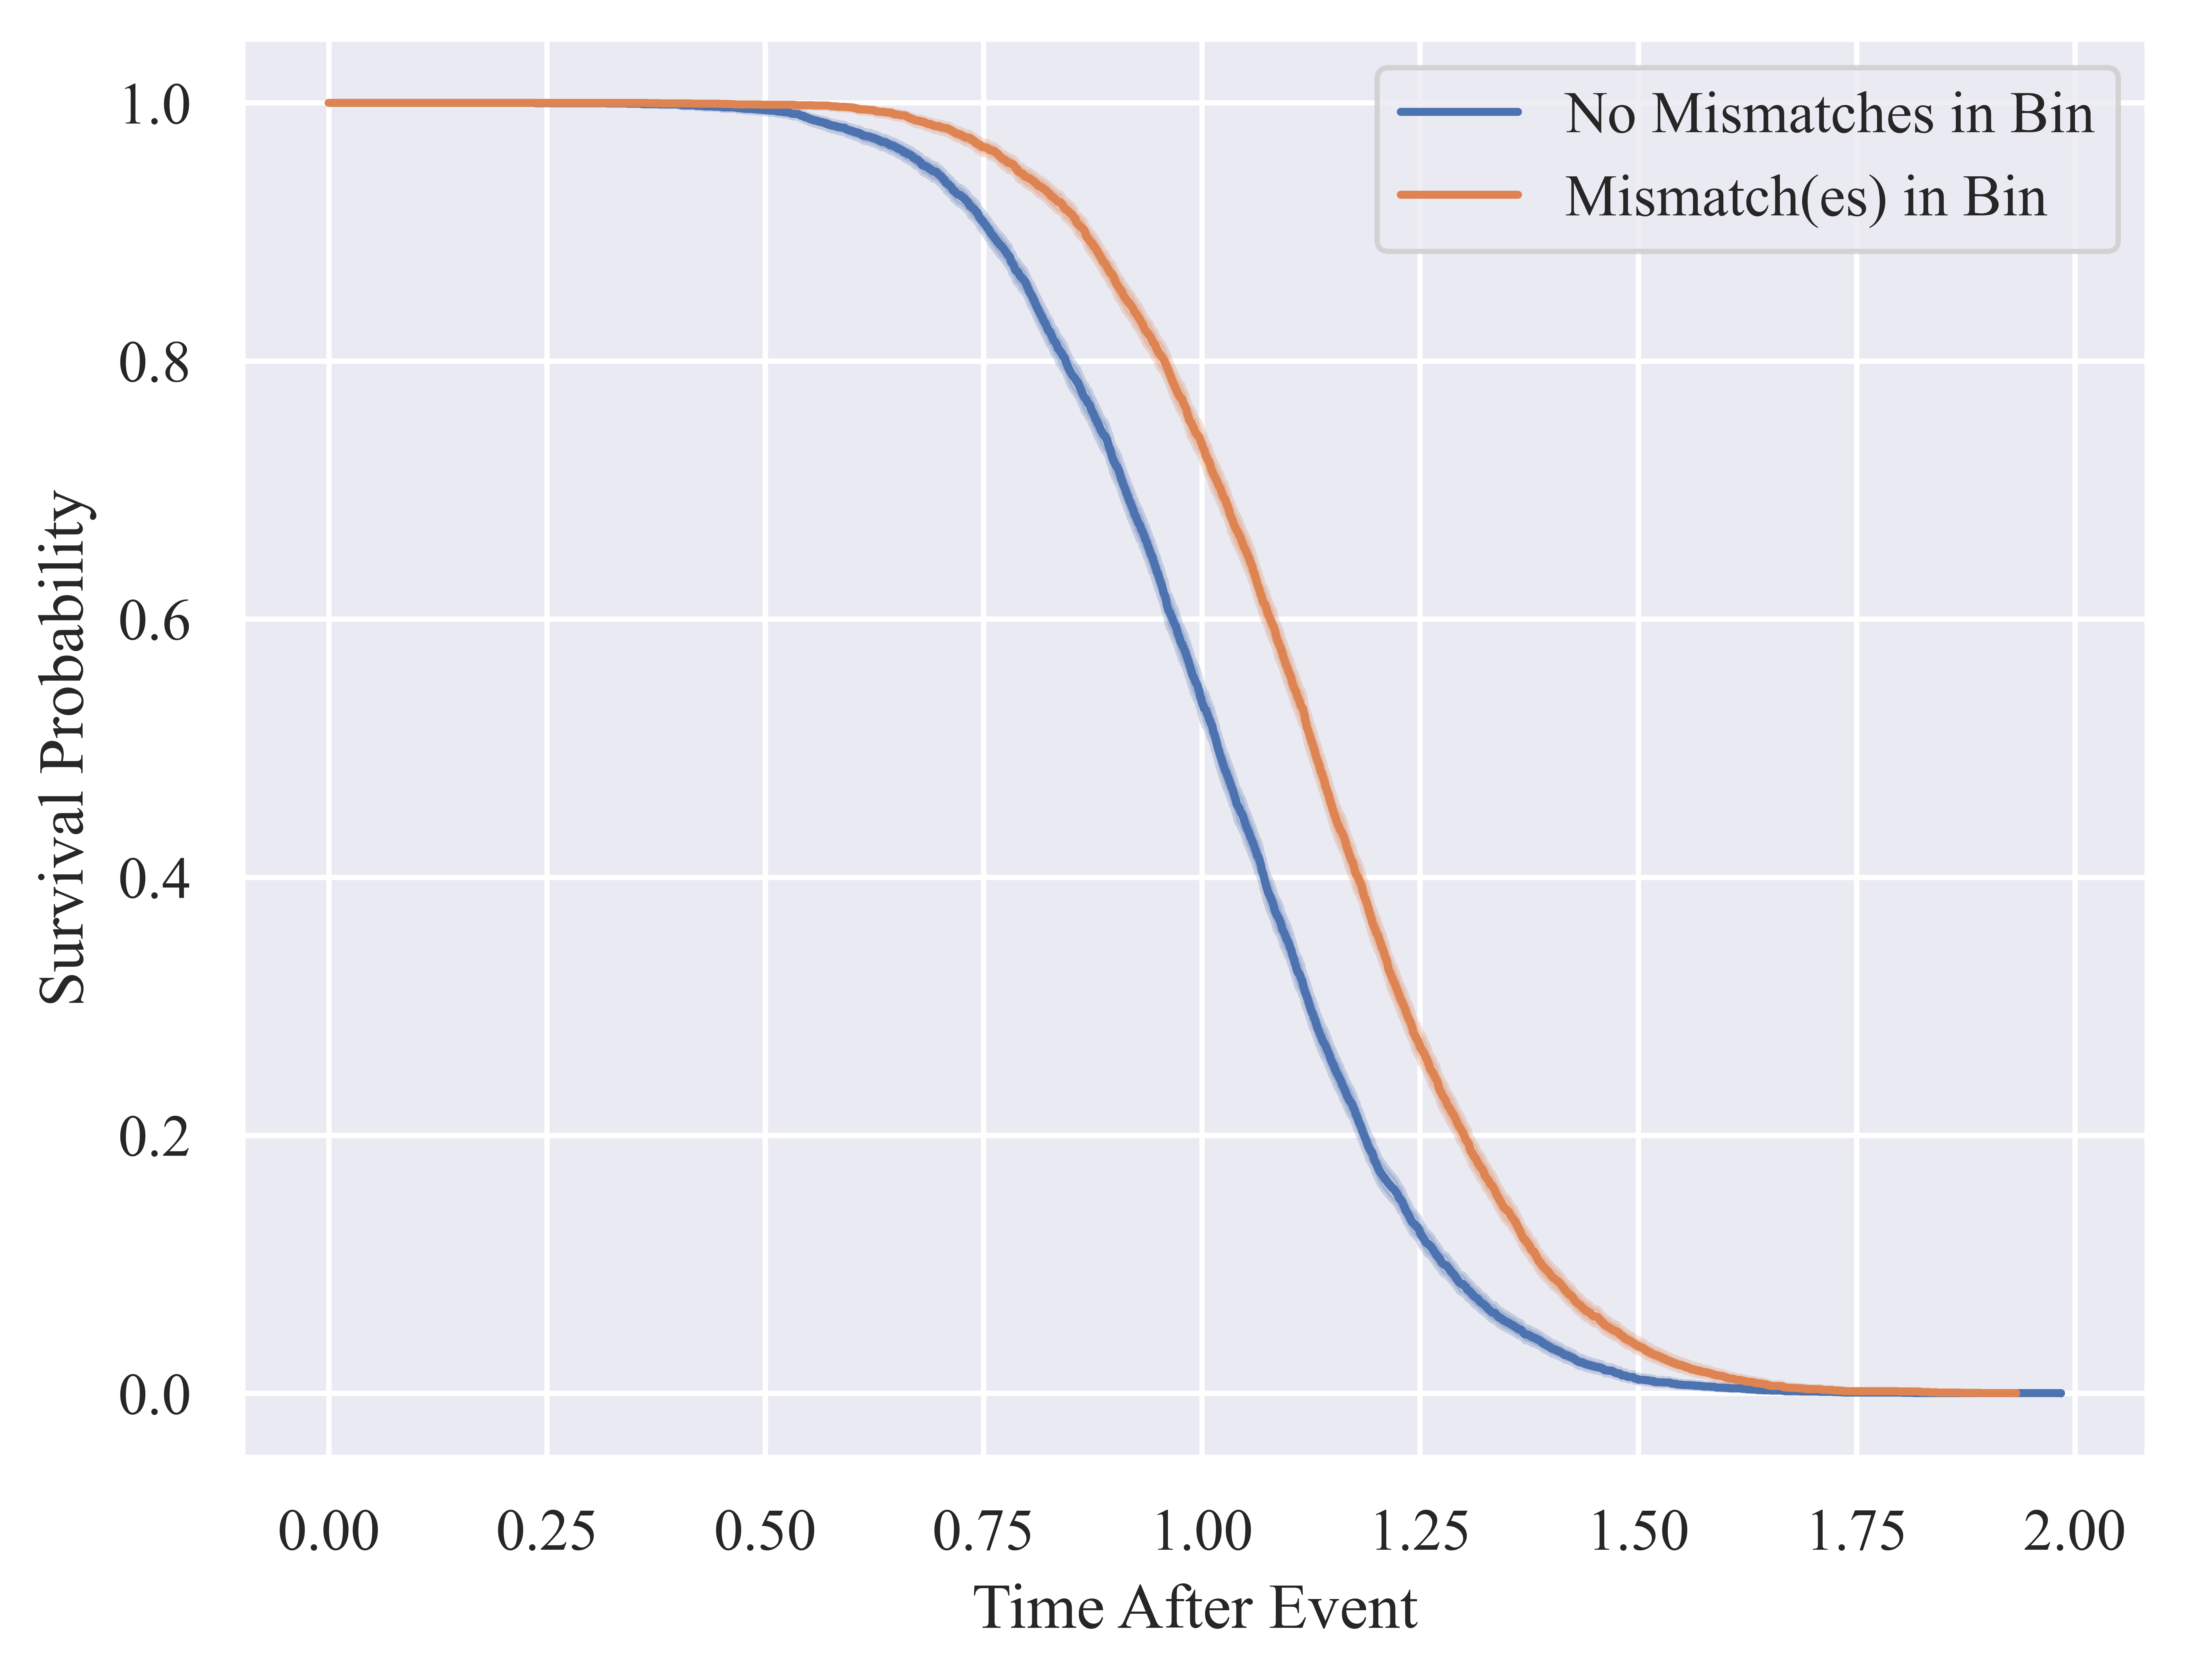 No Mismatches in Bin
Mismatch(es) in Bin
1.0
0.8
0.6
0.4
0.2
0.0
Survival Probability
0.00 0.25 0.50 0.75 1.00 1.25 1.50 1.75 2.00
Time After Event